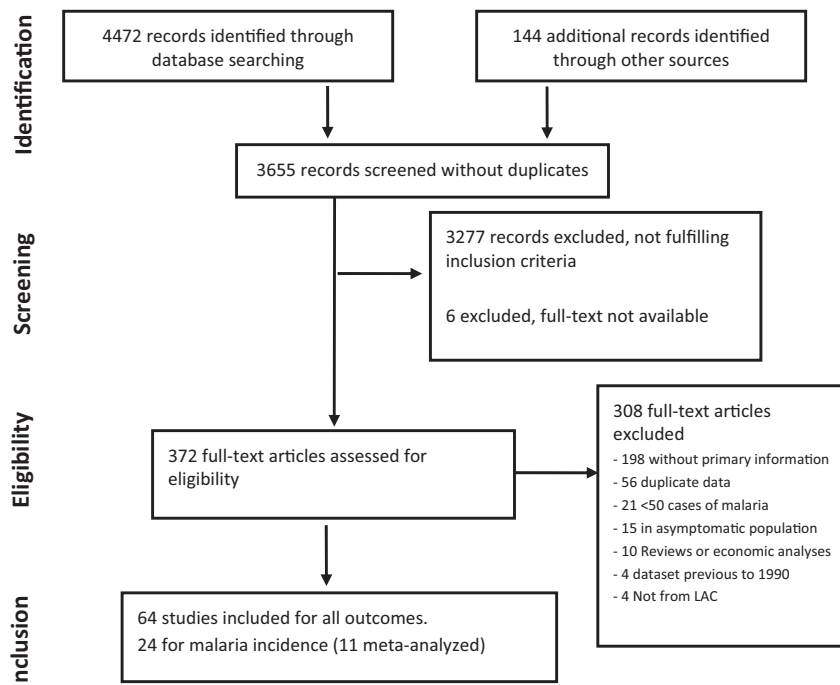 Identification
4472 records identified through
database searching
144 additional records identified
through other sources
3655 records screened without duplicates
Screening
3277 records excluded, not fulfilling
inclusion criteria
6 excluded, full-text not available
Eligibility
372 full-text articles assessed for
eligibility
308 full-text articles
excluded
- 198 without primary information
- 56 duplicate data
- 21 <50 cases of malaria
- 15 in asymptomatic population
- 10 Reviews or economic analyses
- 4 dataset previous to 1990
- 4 Not from LAC
nclusion
64 studies included for all outcomes.
24 for malaria incidence (11 meta-analyzed)